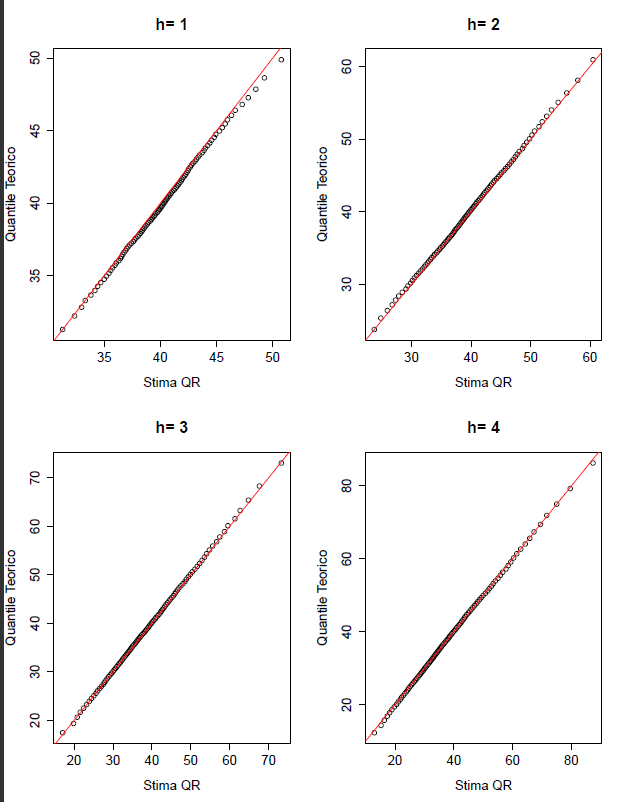 h= 1
50
45
40
35
Quantile Teorico
35 40 45 50
Stima QR
h= 2
60
50
40
30
Quantile Teorico
30 40 50 60
Stima QR
h= 3
70
60
50
40
30
20
Quantile Teorico
20 30 40 50 60 70
Stima QR
h= 4
80
60
40
20
Quantile Teorico
20 40 60 80
Stima QR